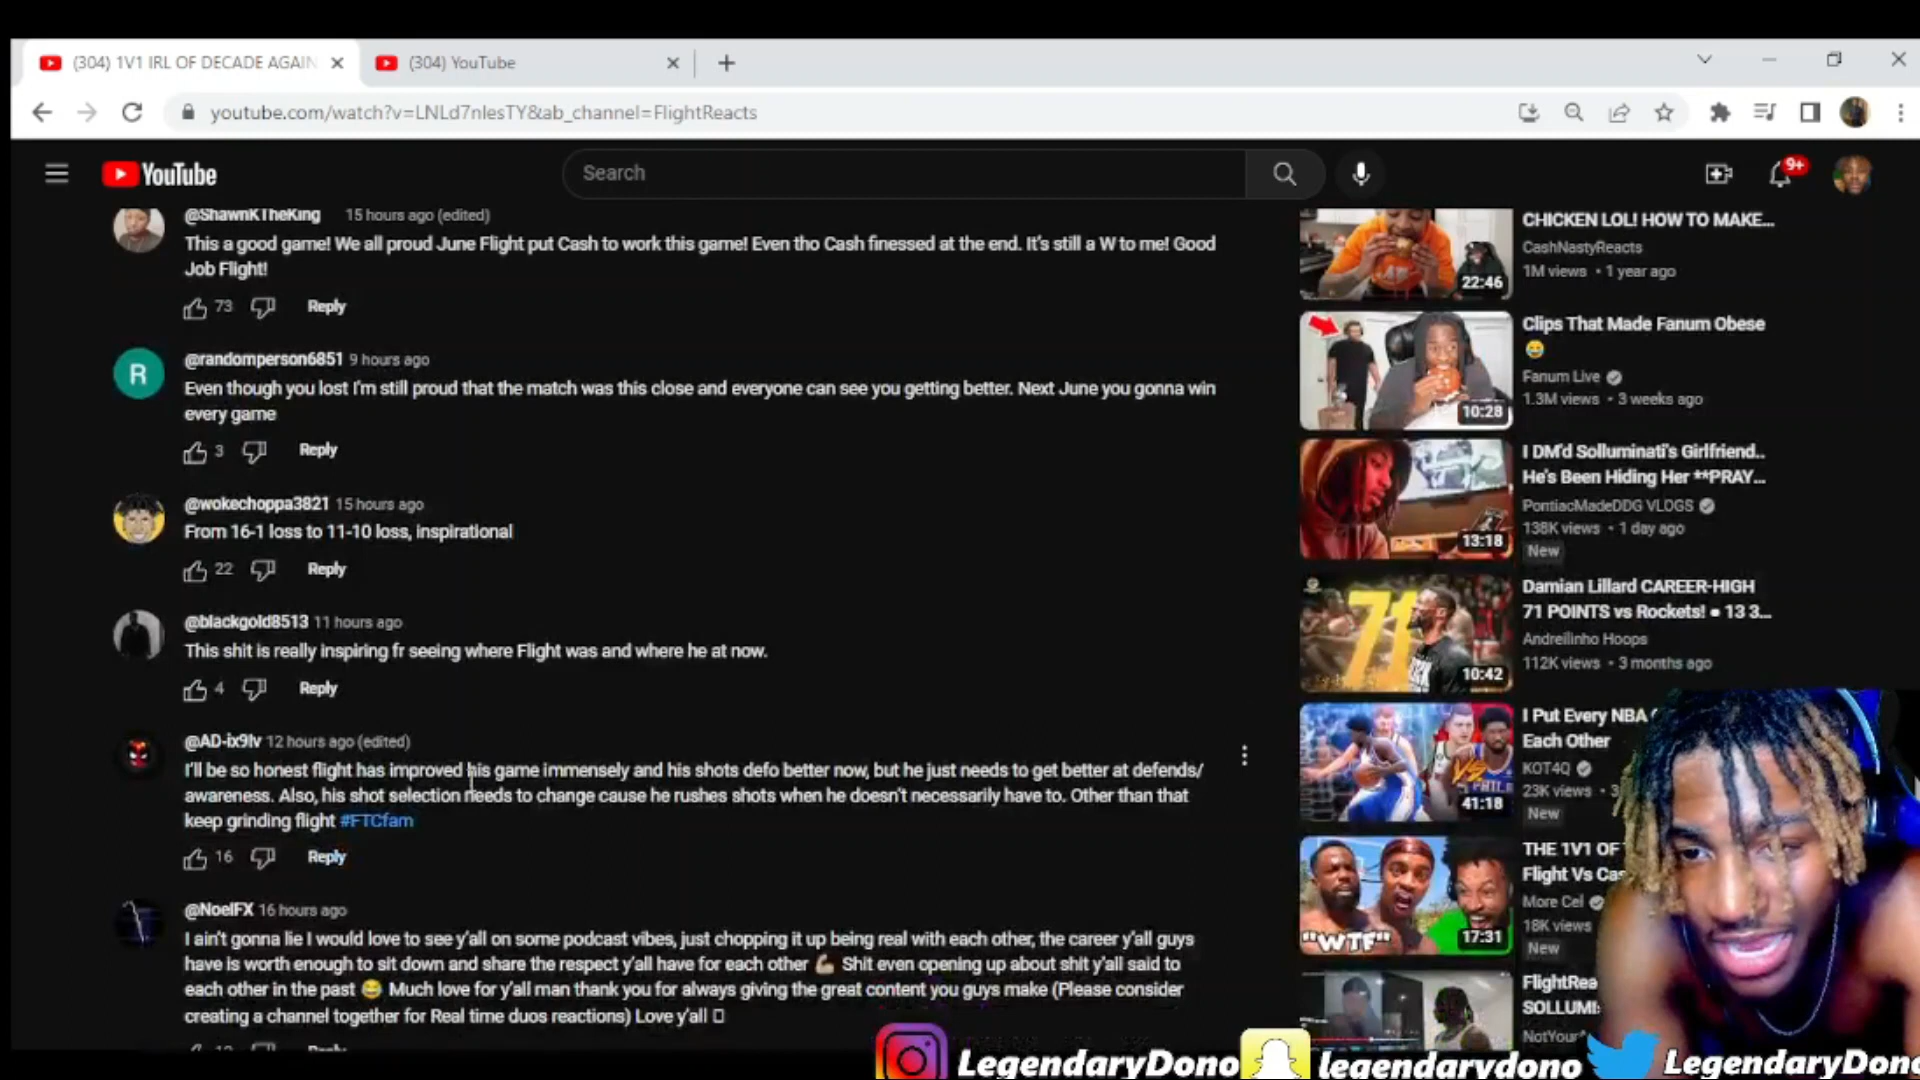 (304) 1V1 IRL OF DECADE AGAIN
(304) YouTube
youtube.com/watch?v=LNLd7nlesTY&ab_channel=FlightReacts
YouTube
Search
9+
@ShawnKTheKing 15 hours ago (edited)
This a good game! We all proud June Flight put Cash to work this game! Even tho Cash finessed at the end. It's still a W to me! Good
Job Flight!
73 Reply
R
@randomperson6851 9 hours ago
Even though you lost I'm still proud that the match was this close and everyone can see you getting better. Next June you gonna win
every game
3 Reply
@wokechoppa3821 15 hours ago
From 16-1 loss to 11-10 loss, inspirational
22 Reply
@blackgold8513 11 hours ago
This shit is really inspiring fr seeing where Flight was and where he at now.
4 Reply
@AD-ix9lv 12 hours ago (edited)
I'll be so honest flight has improved his game immensely and his shots defo better now, but he just needs to get better at defends/
awareness. Also, his shot selection needs to change cause he rushes shots when he doesn't necessarily have to. Other than that
keep grinding flight #FTCfam
16 Reply
@NoelFX 16 hours ago
I ain't gonna lie I would love to see y'all on some podcast vibes, just chopping it up being real with each other, the career y'all guys
have is worth enough to sit down and share the respect y'all have for each other 💪🏽 Shit even opening up about shit y'all said to
each other in the past 😂 Much love for y'all man thank you for always giving the great content you guys make (Please consider
creating a channel together for Real time duos reactions) Love y'all
CHICKEN LOL! HOW TO MAKE...
CashNastyReacts
1M views • 1 year ago
22:46
Clips That Made Fanum Obese
😂
Fanum Live
1.3M views • 3 weeks ago
10:28
I DM'd Solluminati's Girlfriend..
He's Been Hiding Her **PRAY...
PontiacMadeDDG VLOGS
138K views • 1 day ago
New
13:18
Damian Lillard CAREER-HIGH
71 POINTS vs Rockets! ▪ 13 3...
Andreilinho Hoops
112K views • 3 months ago
71
10:42
I Put Every NBA
Each Other
KOT4Q
23K views • 3
New
VS
41:18
THE 1V1 OF
Flight Vs Cas
More Cel
18K views
New
"WTF"
17:31
FlightRea
SOLLUMI
NotYour
LegendaryDono
legendarydono
LegendaryDono